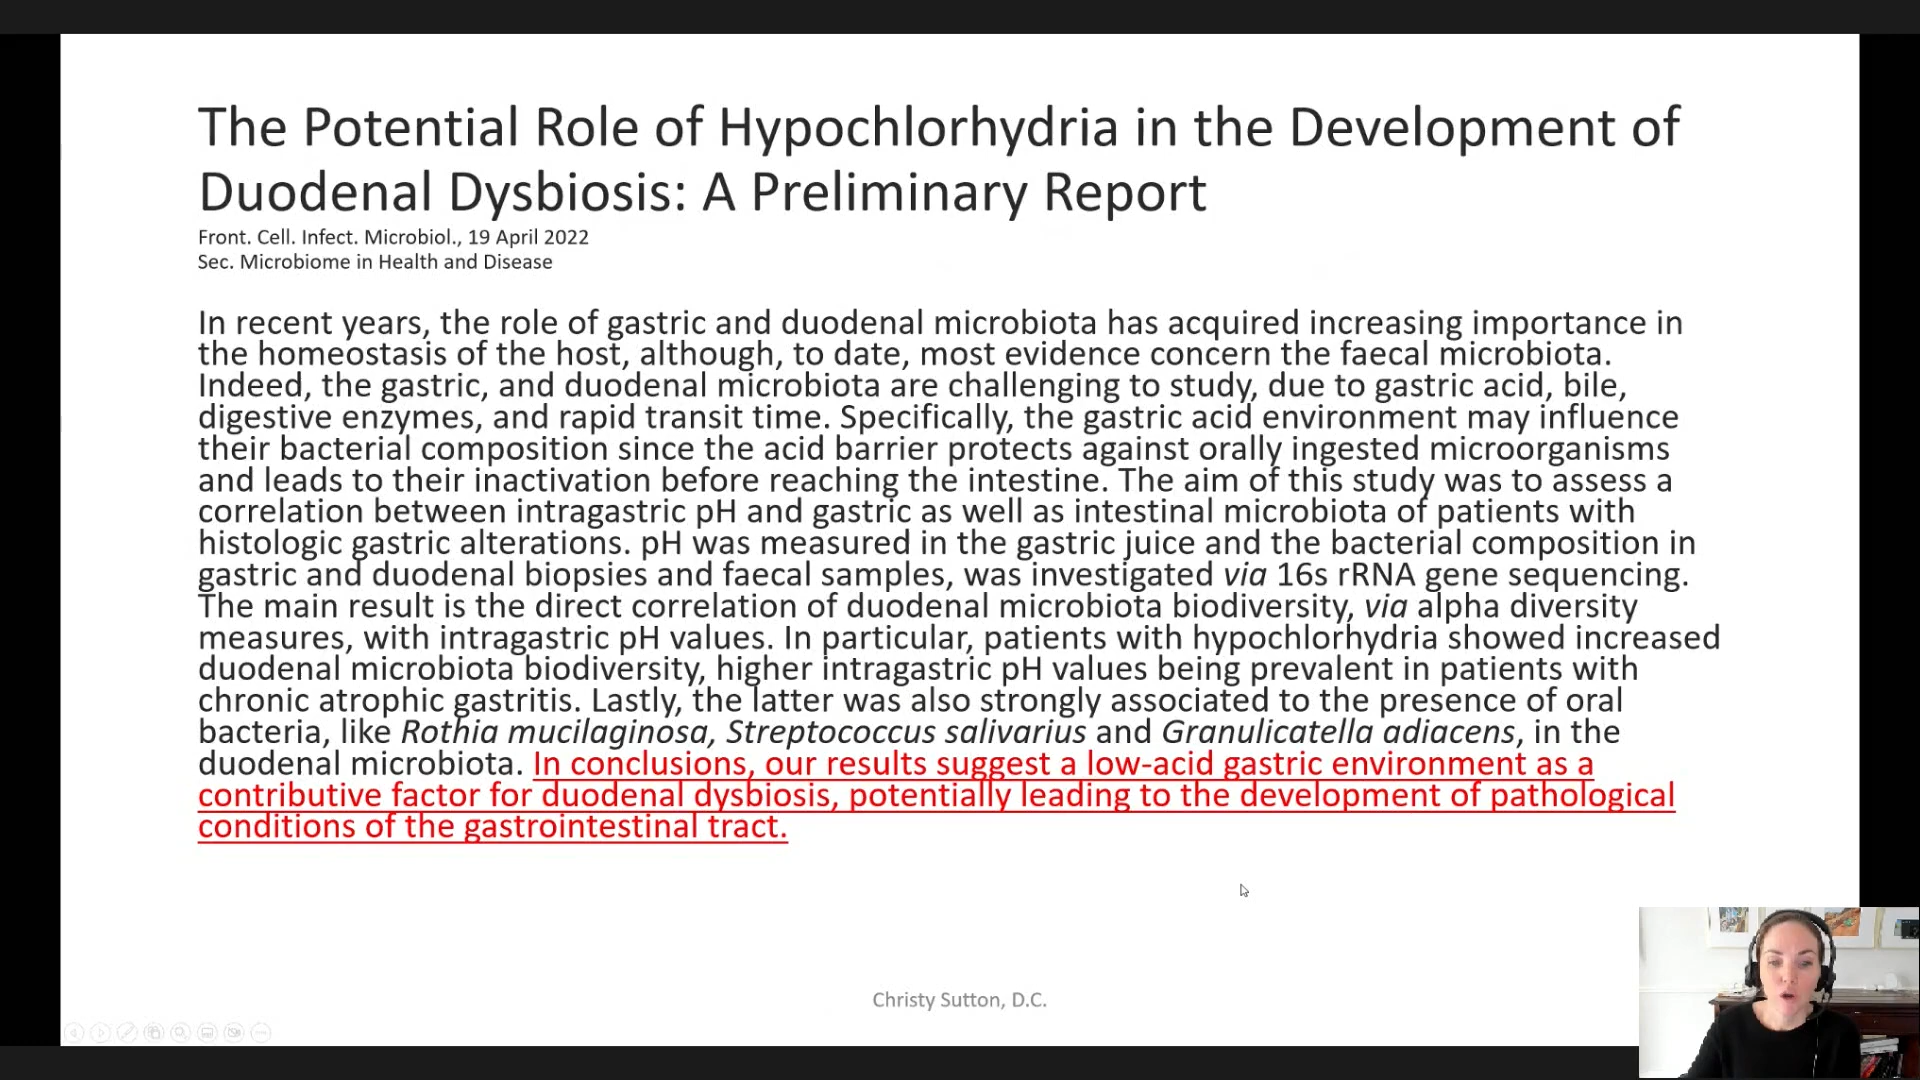 The Potential Role of Hypochlorhydria in the Development of
Duodenal Dysbiosis: A Preliminary Report
Front. Cell. Infect. Microbiol., 19 April 2022
Sec. Microbiome in Health and Disease
In recent years, the role of gastric and duodenal microbiota has acquired increasing importance in
the homeostasis of the host, although, to date, most evidence concern the faecal microbiota.
Indeed, the gastric, and duodenal microbiota are challenging to study, due to gastric acid, bile,
digestive enzymes, and rapid transit time. Specifically, the gastric acid environment may influence
their bacterial composition since the acid barrier protects against orally ingested microorganisms
and leads to their inactivation before reaching the intestine. The aim of this study was to assess a
correlation between intragastric pH and gastric as well as intestinal microbiota of patients with
histologic gastric alterations. pH was measured in the gastric juice and the bacterial composition in
gastric and duodenal biopsies and faecal samples, was investigated via 16s rRNA gene sequencing.
The main result is the direct correlation of duodenal microbiota biodiversity, via alpha diversity
measures, with intragastric pH values. In particular, patients with hypochlorhydria showed increased
duodenal microbiota biodiversity, higher intragastric pH values being prevalent in patients with
chronic atrophic gastritis. Lastly, the latter was also strongly associated to the presence of oral
bacteria, like Rothia mucilaginosa, Streptococcus salivarius and Granulicatella adiacens, in the
duodenal microbiota. In conclusions, our results suggest a low-acid gastric environment as a
contributive factor for duodenal dysbiosis, potentially leading to the development of pathological
conditions of the gastrointestinal tract.
Christy Sutton, D.C.